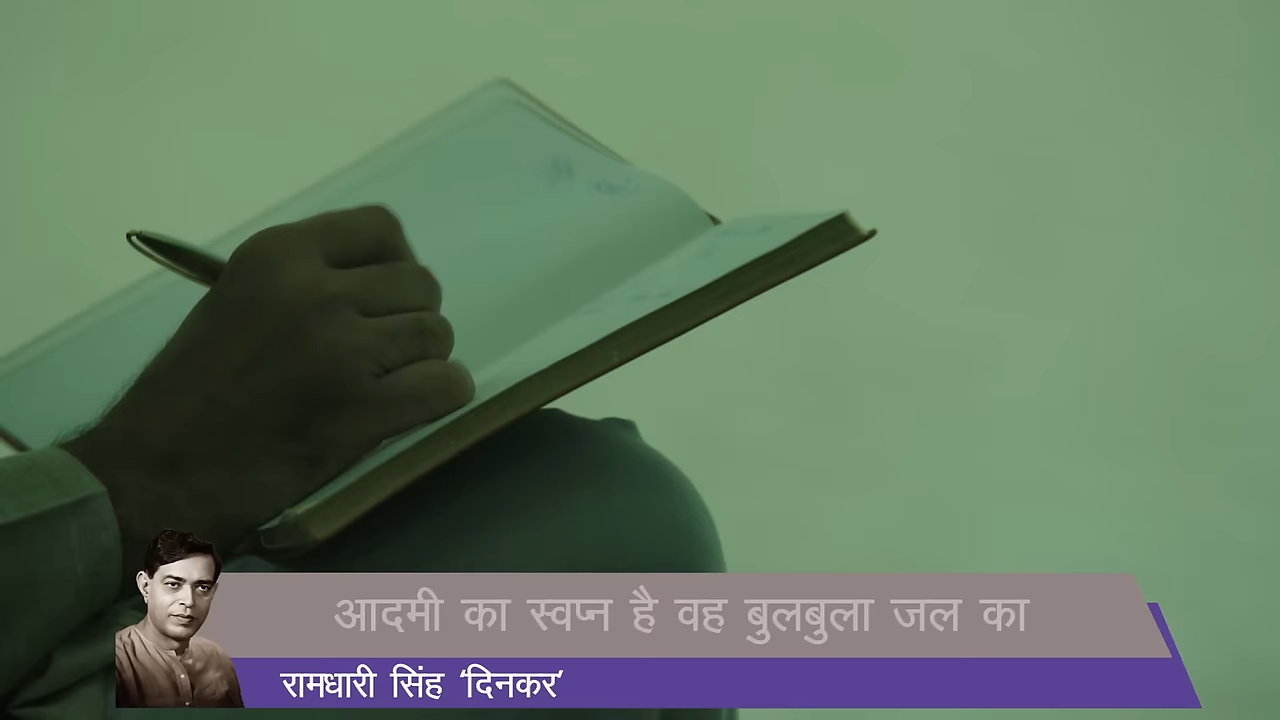 आदमी का स्वप्न है वह बुलबुला जल का
रामधारी सिंह ‘दिनकर’